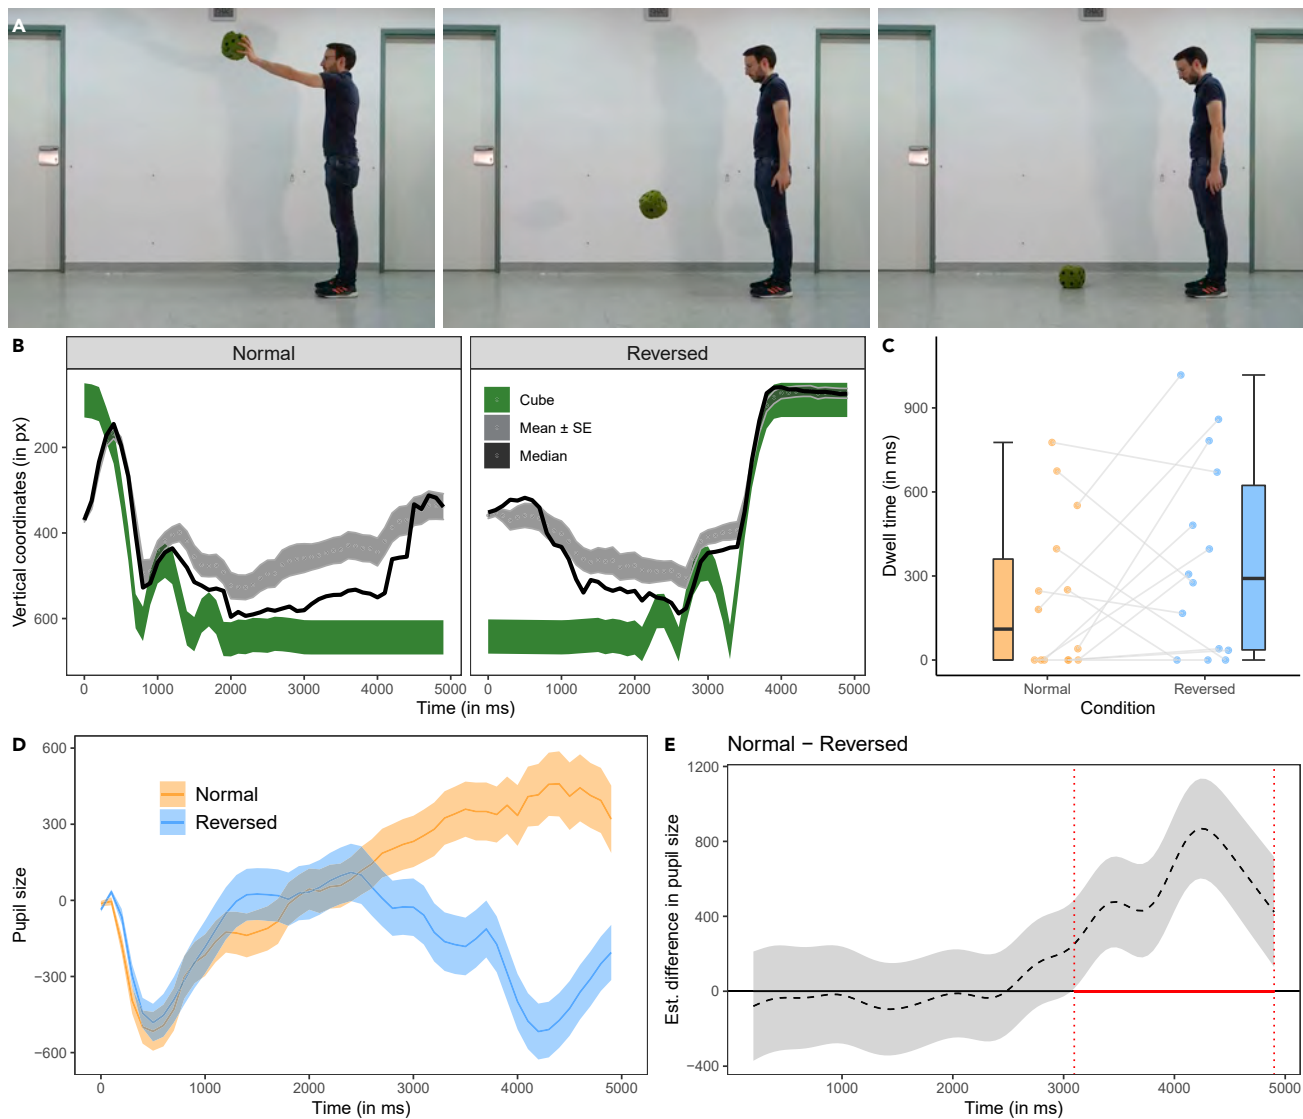 A
B
Normal
Reversed
Cube
Mean ± SE
Median
Vertical coordinates (in px)
200
400
600
0 1000 2000 3000 4000 5000
0 1000 2000 3000 4000 5000
Time (in ms)
C
Dwell time (in ms)
900
600
300
0
Normal Reversed
Condition
D
Normal
Reversed
Pupil size
600
300
0
−300
−600
0 1000 2000 3000 4000 5000
Time (in ms)
E
Normal − Reversed
Est. difference in pupil size
1200
800
400
0
−400
1000 2000 3000 4000 5000
Time (in ms)